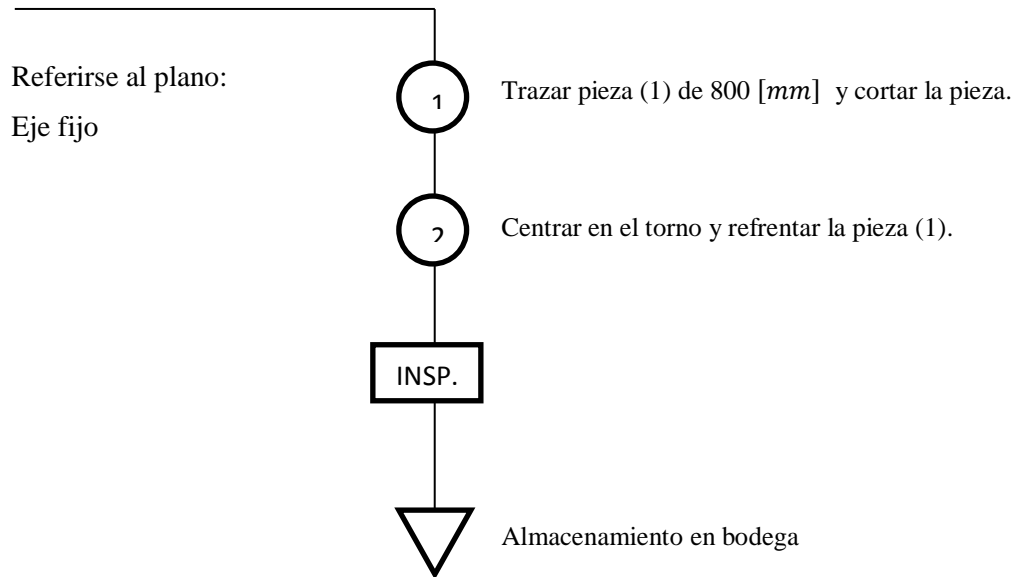 Referirse al plano:
Eje fijo
1
Trazar pieza (1) de 800 [mm] y cortar la pieza.
2
Centrar en el torno y refrentar la pieza (1).
INSP.
Almacenamiento en bodega